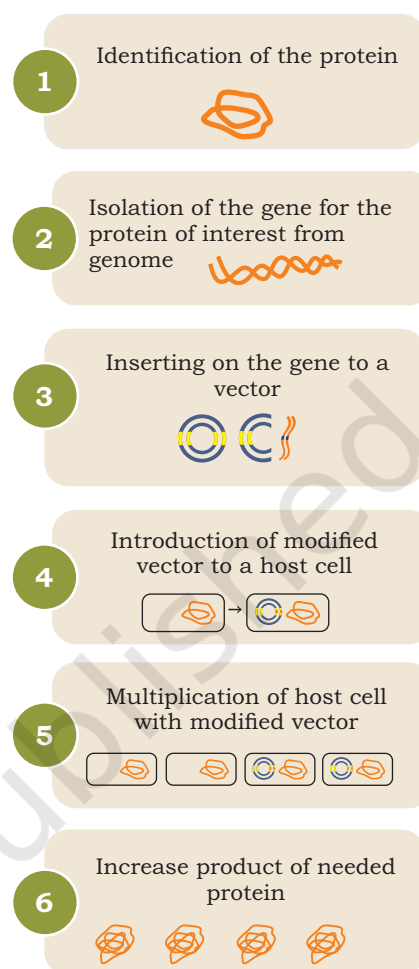 1
Identification of the protein
2
Isolation of the gene for the
protein of interest from
genome
3
Inserting on the gene to a
vector
4
Introduction of modified
vector to a host cell
5
Multiplication of host cell
with modified vector
6
Increase product of needed
protein
ublished